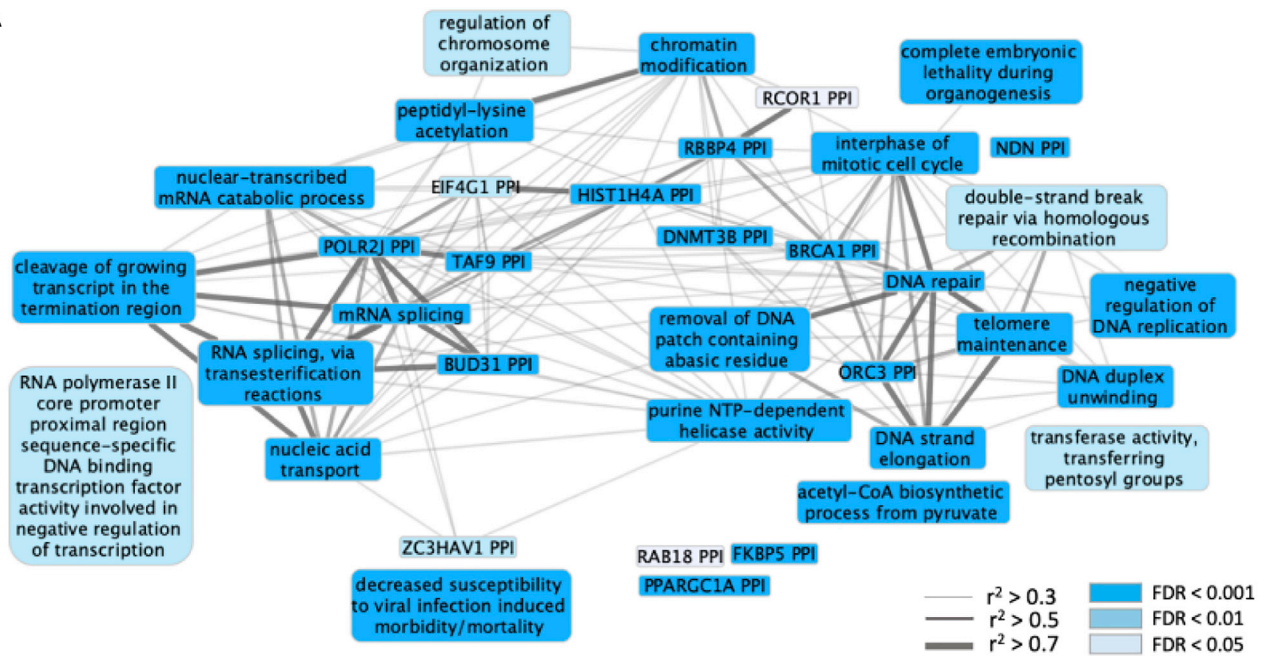 regulation of
chromosome
organization
chromatin
modification
complete embryonic
lethality during
organogenesis
RCOR1 PPI
peptidyl-lysine
acetylation
RBBP4 PPI
interphase of
mitotic cell cycle
NDN PPI
nuclear-transcribed
mRNA catabolic process
EIF4G1 PPI
HIST1H4A PPI
double-strand break
repair via homologous
recombination
POLR2J PPI
TAF9 PPI
DNMT3B PPI
BRCA1 PPI
cleavage of growing
transcript in the
termination region
DNA repair
negative
regulation of
DNA replication
mRNA splicing
removal of DNA
patch containing
abasic residue
telomere
maintenance
RNA splicing, via
transesterification
reactions
BUD31 PPI
ORC3 PPI
DNA duplex
unwinding
RNA polymerase II
core promoter
proximal region
sequence-specific
DNA binding
transcription factor
activity involved in
negative regulation
of transcription
purine NTP-dependent
helicase activity
nucleic acid
transport
DNA strand
elongation
transferase activity,
transferring
pentosyl groups
acetyl-CoA biosynthetic
process from pyruvate
ZC3HAV1 PPI
RAB18 PPI
FKBP5 PPI
PPARGC1A PPI
decreased susceptibility
to viral infection induced
morbidity/mortality
r² > 0.3
FDR < 0.001
r² > 0.5
FDR < 0.01
r² > 0.7
FDR < 0.05